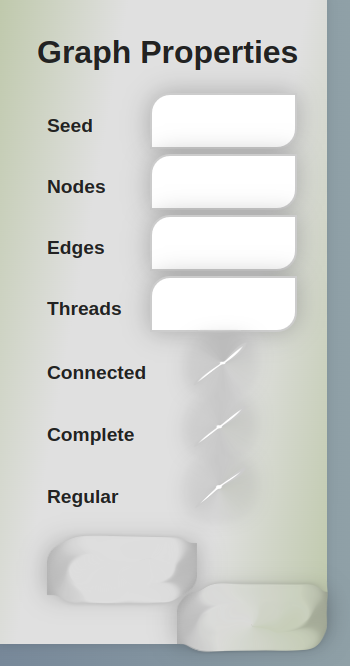 Graph Properties
Seed
Nodes
Edges
Threads
Connected
Complete
Regular